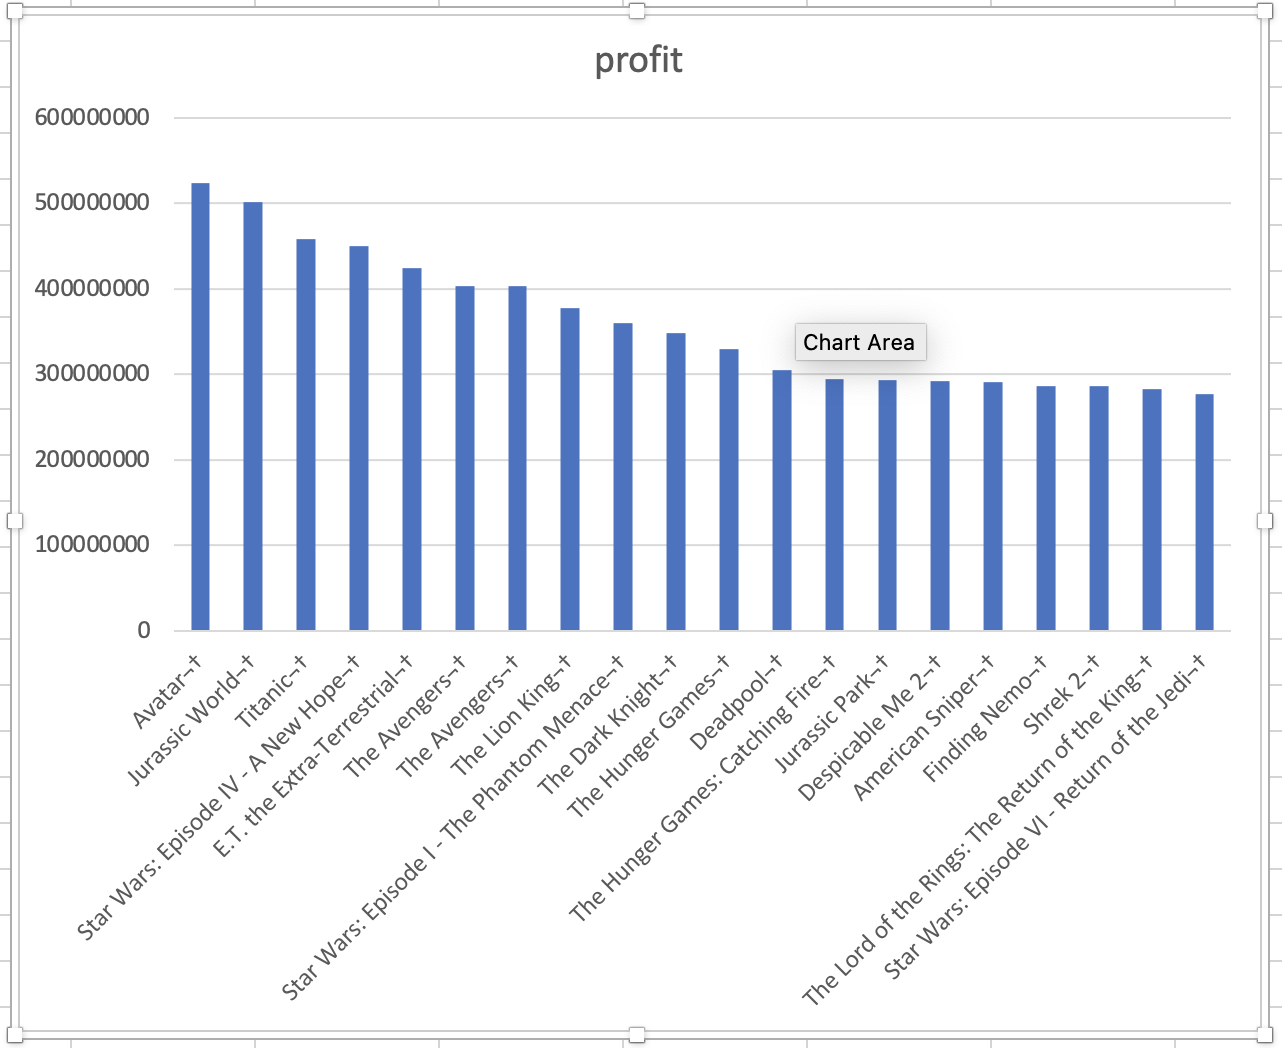 profit
600000000
500000000
400000000
300000000
200000000
100000000
0
Chart Area
Avatar¬†
Jurassic World¬†
Titanic¬†
Star Wars: Episode IV - A New Hope¬†
E.T. the Extra-Terrestrial¬†
The Avengers¬†
The Avengers¬†
The Lion King¬†
Star Wars: Episode I - The Phantom Menace¬†
The Dark Knight¬†
The Hunger Games¬†
Deadpool¬†
The Hunger Games: Catching Fire¬†
Jurassic Park¬†
Despicable Me 2¬†
American Sniper¬†
Finding Nemo¬†
Shrek 2¬†
The Lord of the Rings: The Return of the King¬†
Star Wars: Episode VI - Return of the Jedi¬†